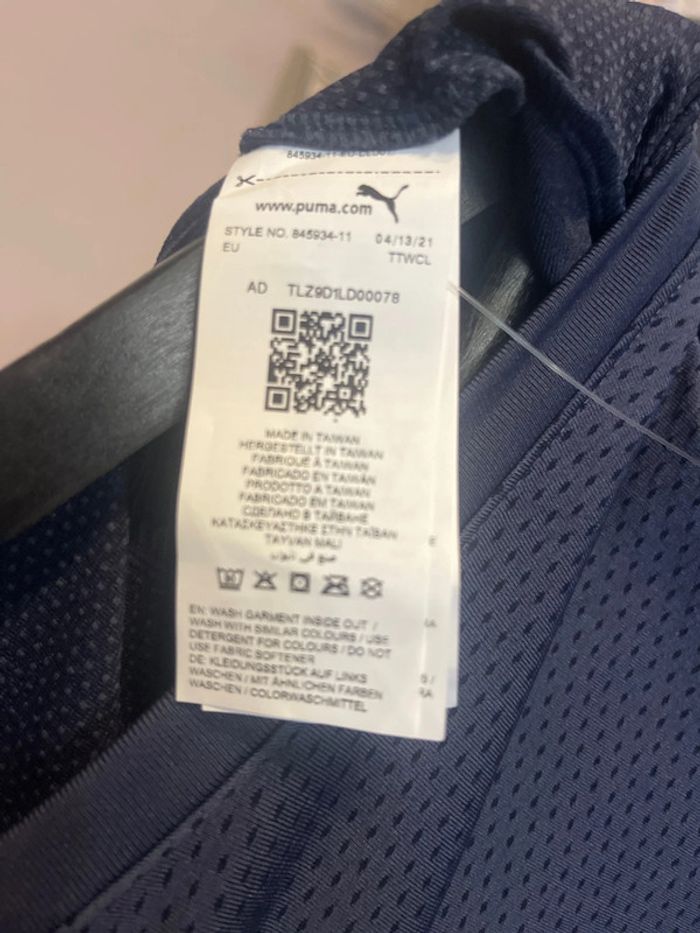 www.puma.com
STYLE NO. 845934-11 04/13/21
EU TTWCL
AD TLZ9D1LD00078
MADE IN TAIWAN
HERGESTELLT IN TAIWAN
FABRIQUÉ À TAIWAN
FABRICADO EN TAIWÁN
PRODOTTO A TAIWAN
FABRICADO EM TAIWAN
СДЕЛАНО В ТАЙВАНЕ
ΚΑΤΑΣΚΕΥΑΣΤΗΚΕ ΣΤΗΝ ΤΑΪΒΑΝ
TAYVAN MALI
صنع في
EN: WASH GARMENT INSIDE OUT /
WASH WITH SIMILAR COLOURS / USE
DETERGENT FOR COLOURS / DO NOT
USE FABRIC SOFTENER
DE: KLEIDUNGSSTÜCK AUF LINKS
WASCHEN / MIT ÄHNLICHEN FARBEN
WASCHEN / COLORWASCHMITTEL